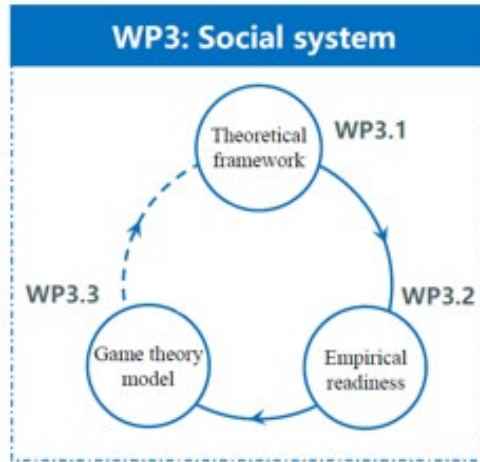 WP3: Social system
Theoretical
framework
WP3.1
WP3.3
WP3.2
Game theory
model
Empirical
readiness